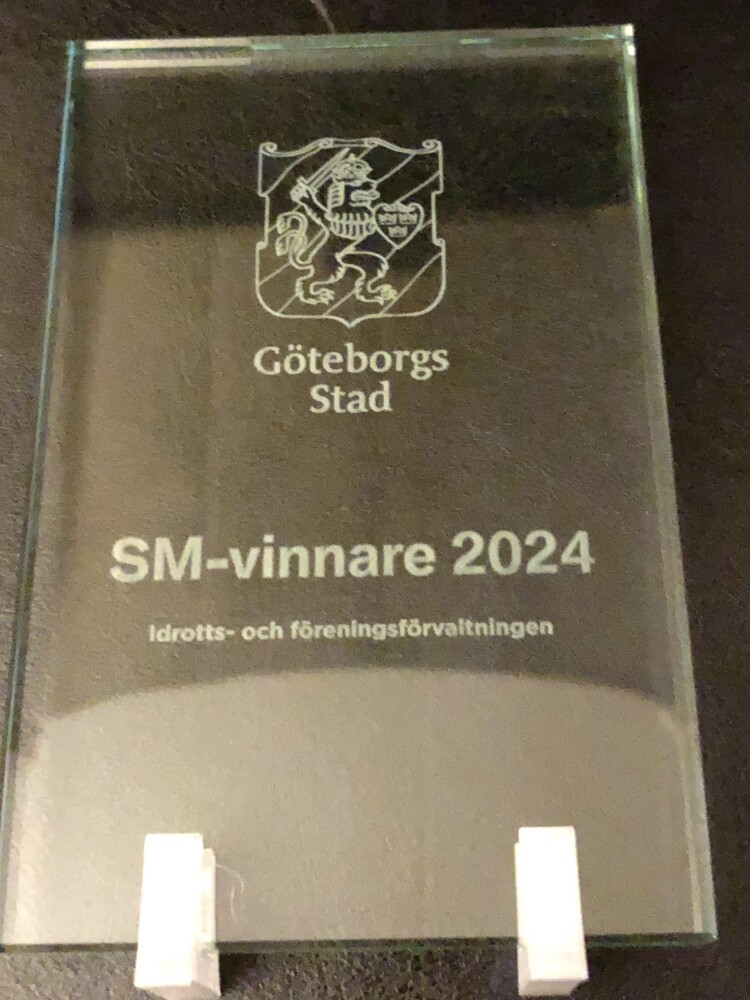 Göteborgs
Stad
SM-vinnare 2024
Idrotts- och föreningsförvaltningen